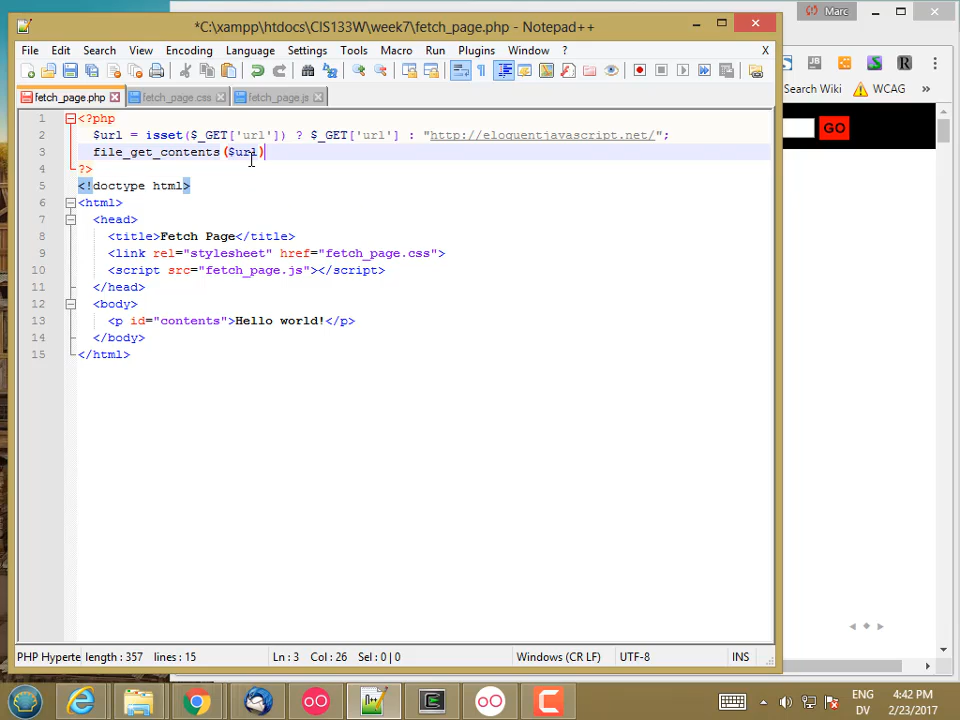 *C:\xampp\htdocs\CIS133W\week7\fetch_page.php - Notepad++
Marc
File Edit Search View Encoding Language Settings Tools Macro Run Plugins Window ? X
JB S R
Search Wiki WCAG »
fetch_page.php fetch_page.css fetch_page.js
GO
1 <?php
2 $url = isset($_GET['url']) ? $_GET['url'] : "http://eloquentjavascript.net/";
3 file_get_contents($url)
4 ?>
5 <!doctype html>
6 <html>
7 <head>
8 <title>Fetch Page</title>
9 <link rel="stylesheet" href="fetch_page.css">
10 <script src="fetch_page.js"></script>
11 </head>
12 <body>
13 <p id="contents">Hello world!</p>
14 </body>
15 </html>
PHP Hyperte length : 357 lines : 15 Ln : 3 Col : 26 Sel : 0 | 0 Windows (CR LF) UTF-8 INS
ENG 4:42 PM
DV 2/23/2017